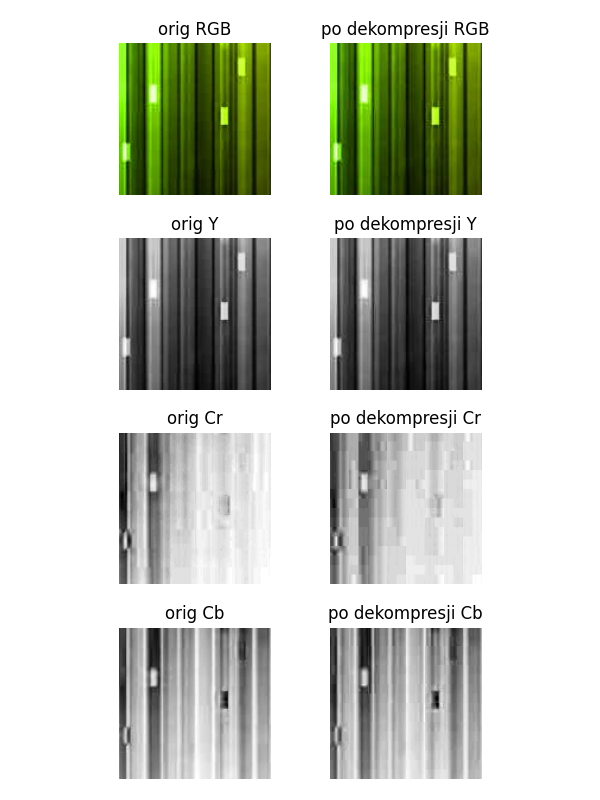 orig RGB
po dekompresji RGB
orig Y
po dekompresji Y
orig Cr
po dekompresji Cr
orig Cb
po dekompresji Cb